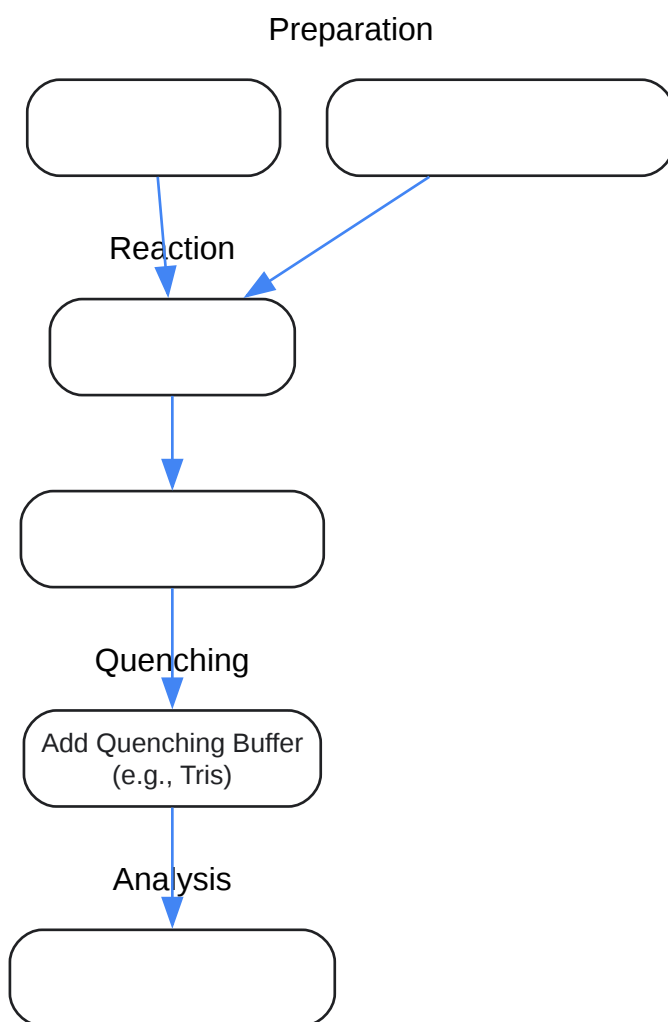 Preparation
Reaction
Quenching
Add Quenching Buffer
(e.g., Tris)
Analysis